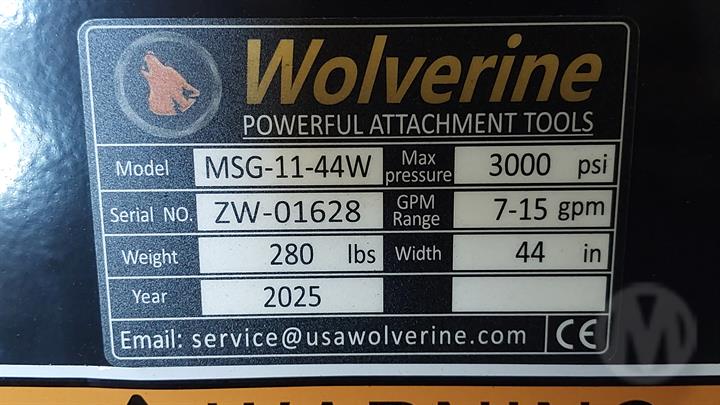 Wolverine
POWERFUL ATTACHMENT TOOLS
Model MSG-11-44W Max pressure 3000 psi
Serial NO. ZW-01628 GPM Range 7-15 gpm
Weight 280 lbs Width 44 in
Year 2025
Email: service@usawolverine.com CE
WARNING
M